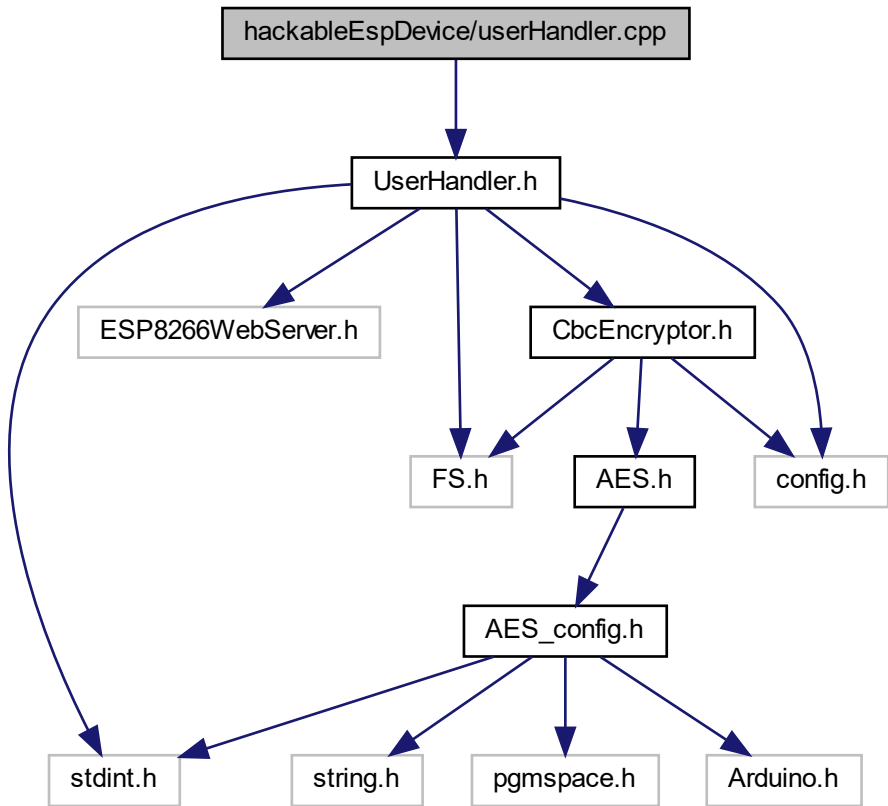 hackableEspDevice/userHandler.cpp
UserHandler.h
ESP8266WebServer.h
CbcEncryptor.h
FS.h
AES.h
config.h
AES_config.h
stdint.h
string.h
pgmspace.h
Arduino.h